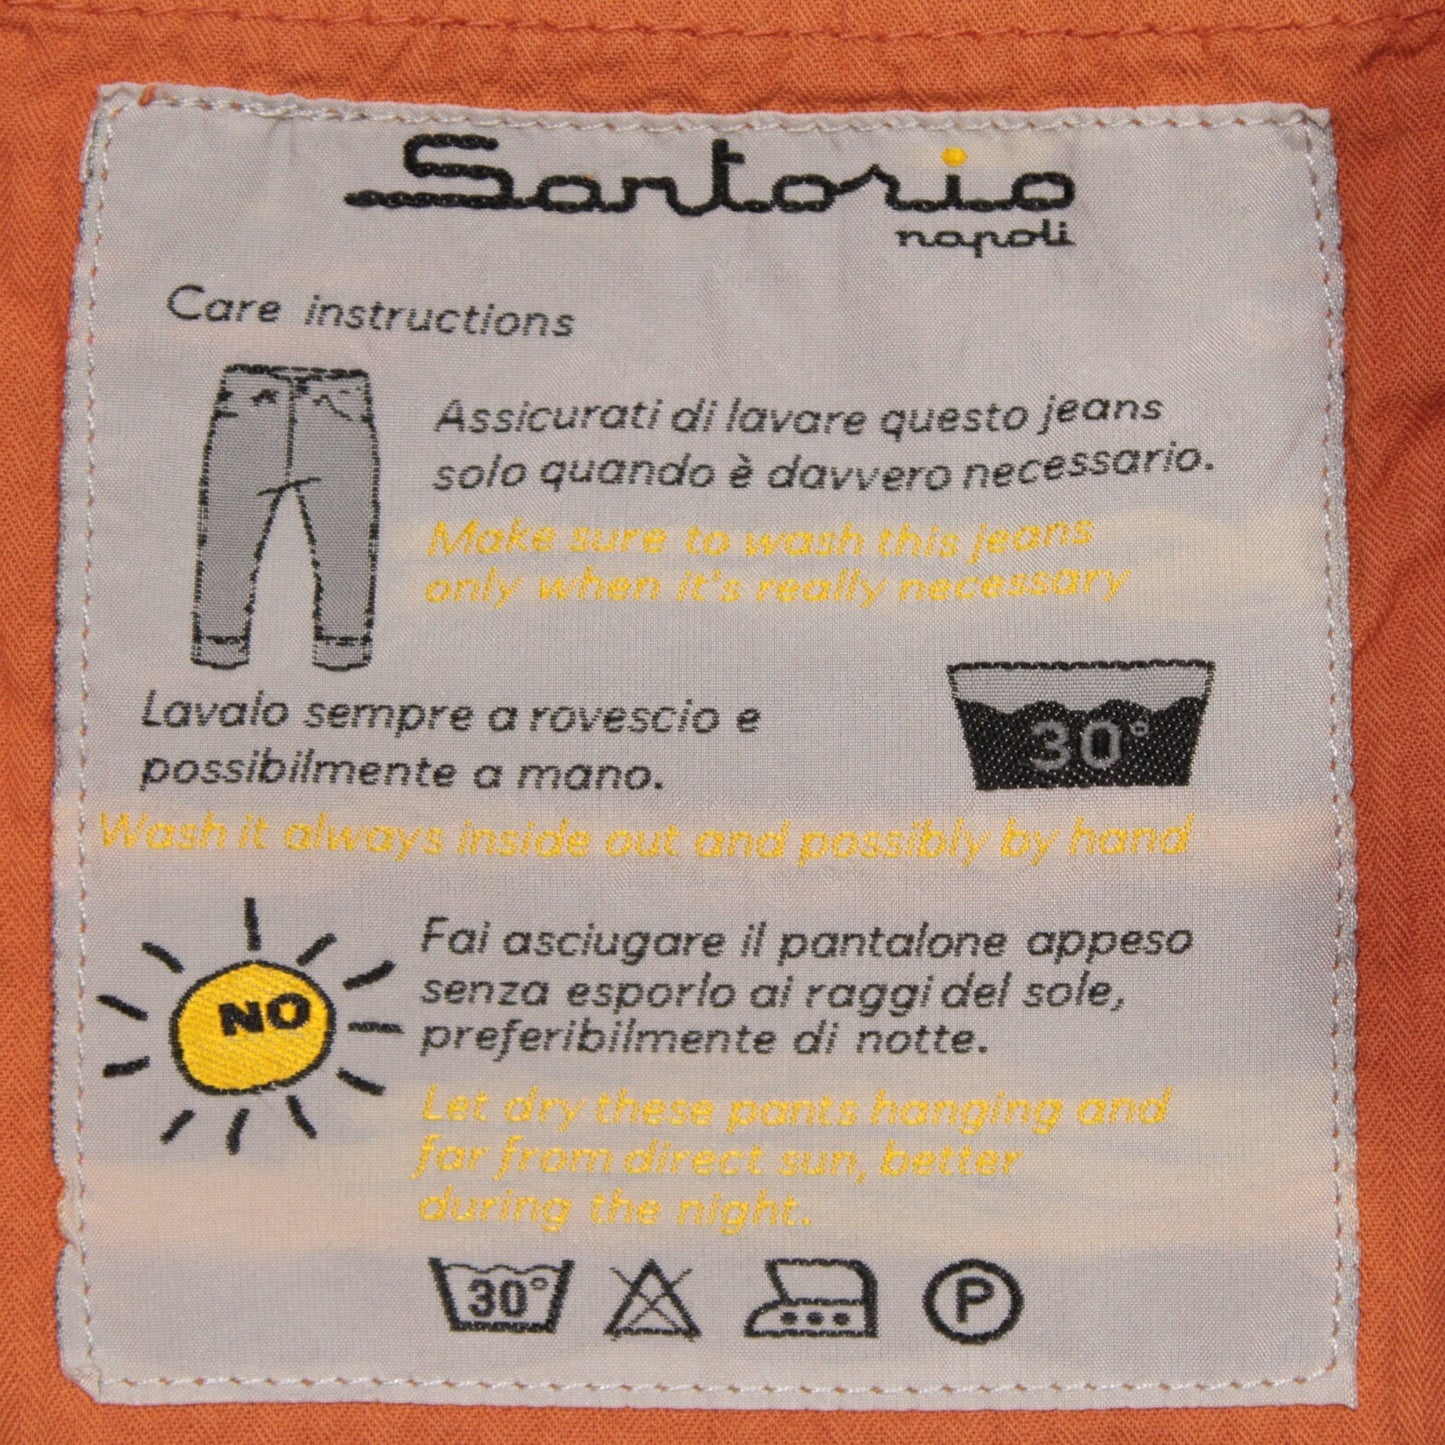 Sartorio
napoli
Care instructions
Assicurati di lavare questo jeans
solo quando è davvero necessario.
Make sure to wash this jeans
only when it's really necessary
Lavalo sempre a rovescio e
possibilmente a mano.
30°
Wash it always inside out and possibly by hand
NO
Fai asciugare il pantalone appeso
senza esporlo ai raggi del sole,
preferibilmente di notte.
Let dry these pants hanging and
far from direct sun, better
during the night.
30° P